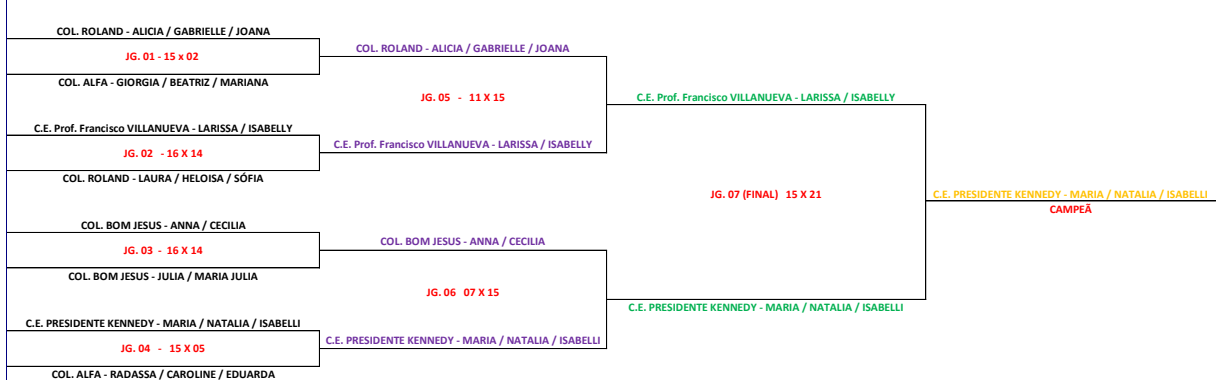 COL. ROLAND - ALICIA / GABRIELLE / JOANA
JG. 01 - 15 x 02
COL. ALFA - GIORGIA / BEATRIZ / MARIANA
C.E. Prof. Francisco VILLANUEVA - LARISSA / ISABELLY
JG. 02 - 16 X 14
COL. ROLAND - LAURA / HELOISA / SÓFIA
COL. BOM JESUS - ANNA / CECILIA
JG. 03 - 16 X 14
COL. BOM JESUS - JULIA / MARIA JULIA
C.E. PRESIDENTE KENNEDY - MARIA / NATALIA / ISABELLI
JG. 04 - 15 X 05
COL. ALFA - RADASSA / CAROLINE / EDUARDA
COL. ROLAND - ALICIA / GABRIELLE / JOANA
JG. 05 - 11 X 15
C.E. Prof. Francisco VILLANUEVA - LARISSA / ISABELLY
COL. BOM JESUS - ANNA / CECILIA
JG. 06 07 X 15
C.E. PRESIDENTE KENNEDY - MARIA / NATALIA / ISABELLI
C.E. Prof. Francisco VILLANUEVA - LARISSA / ISABELLY
JG. 07 (FINAL) 15 X 21
C.E. PRESIDENTE KENNEDY - MARIA / NATALIA / ISABELLI
C.E. PRESIDENTE KENNEDY - MARIA / NATALIA / ISABELLI
CAMPEÃ